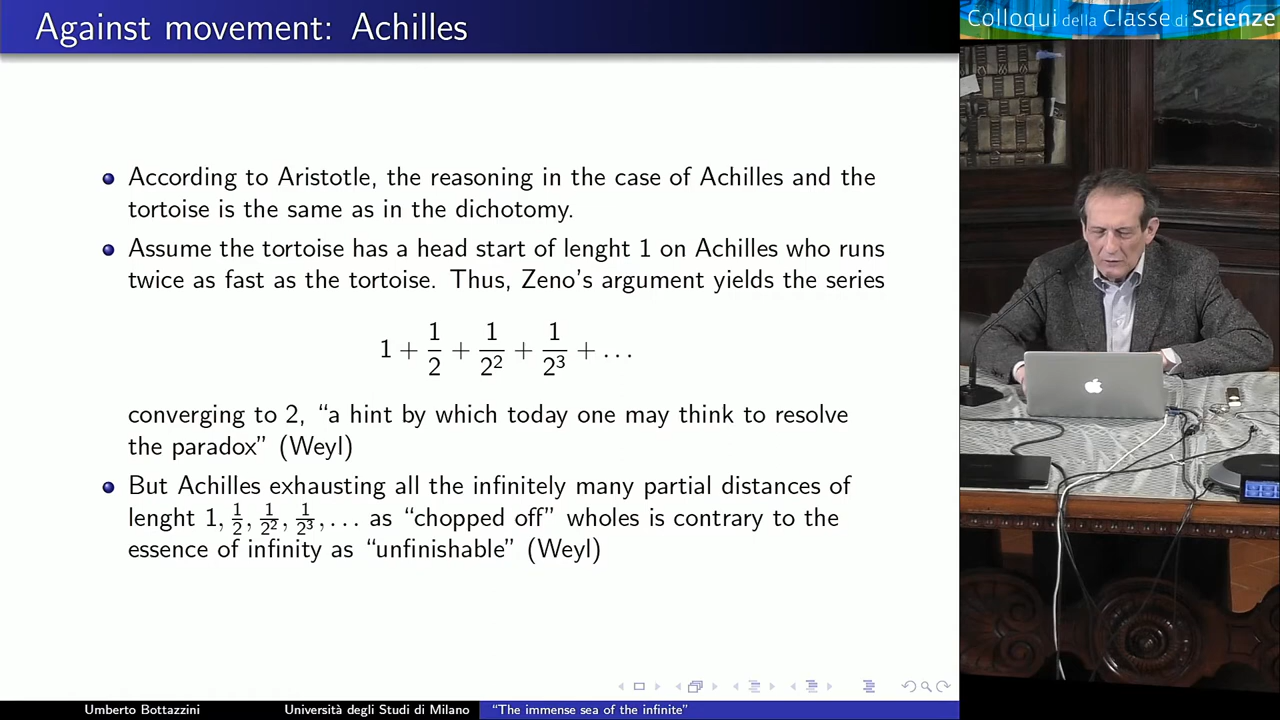 Against movement: Achilles
Colloqui della Classe di Scienze
According to Aristotle, the reasoning in the case of Achilles and the
tortoise is the same as in the dichotomy.
Assume the tortoise has a head start of lenght 1 on Achilles who runs
twice as fast as the tortoise. Thus, Zeno's argument yields the series
1 + 1/2 + 1/2² + 1/2³ + ...
converging to 2, "a hint by which today one may think to resolve
the paradox" (Weyl)
But Achilles exhausting all the infinitely many partial distances of
lenght 1, 1/2, 1/2², 1/2³, ... as "chopped off" wholes is contrary to the
essence of infinity as "unfinishable" (Weyl)
Umberto Bottazzini Università degli Studi di Milano "The immense sea of the infinite"